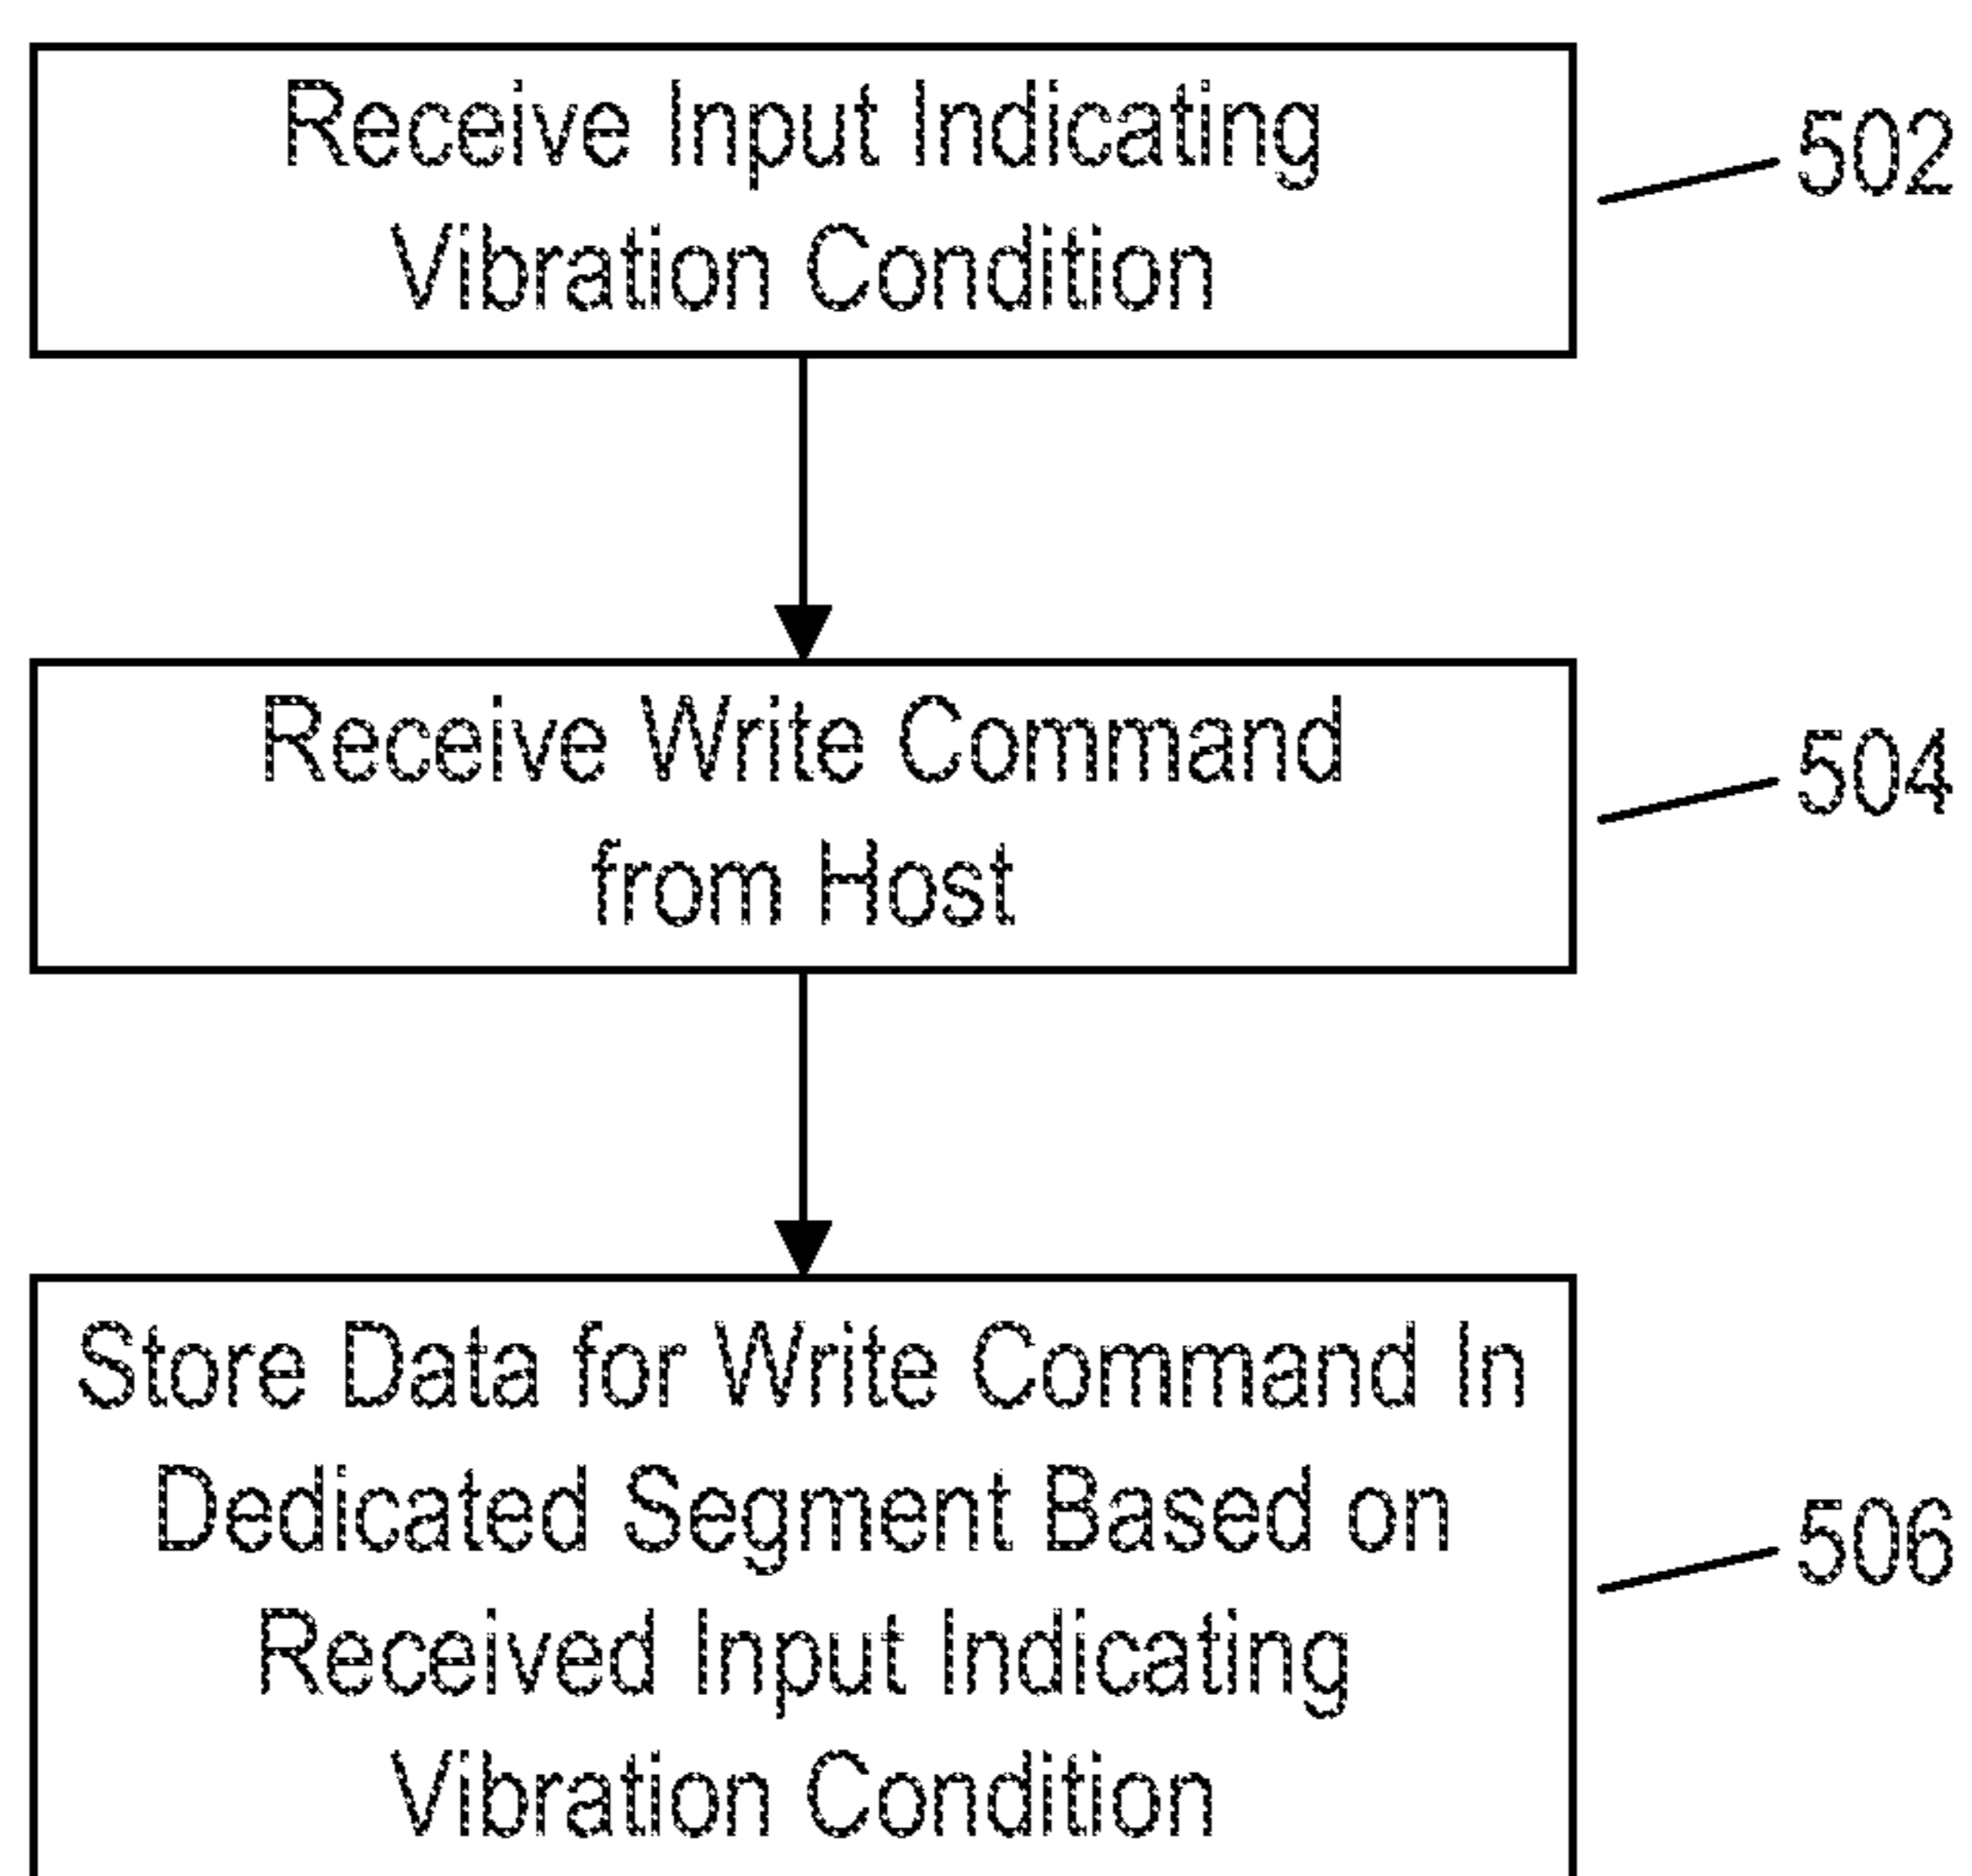 Receive Input Indicating
Vibration Condition
502
Receive Write Command
from Host
504
Store Data for Write Command In
Dedicated Segment Based on
Received Input Indicating
Vibration Condition
506